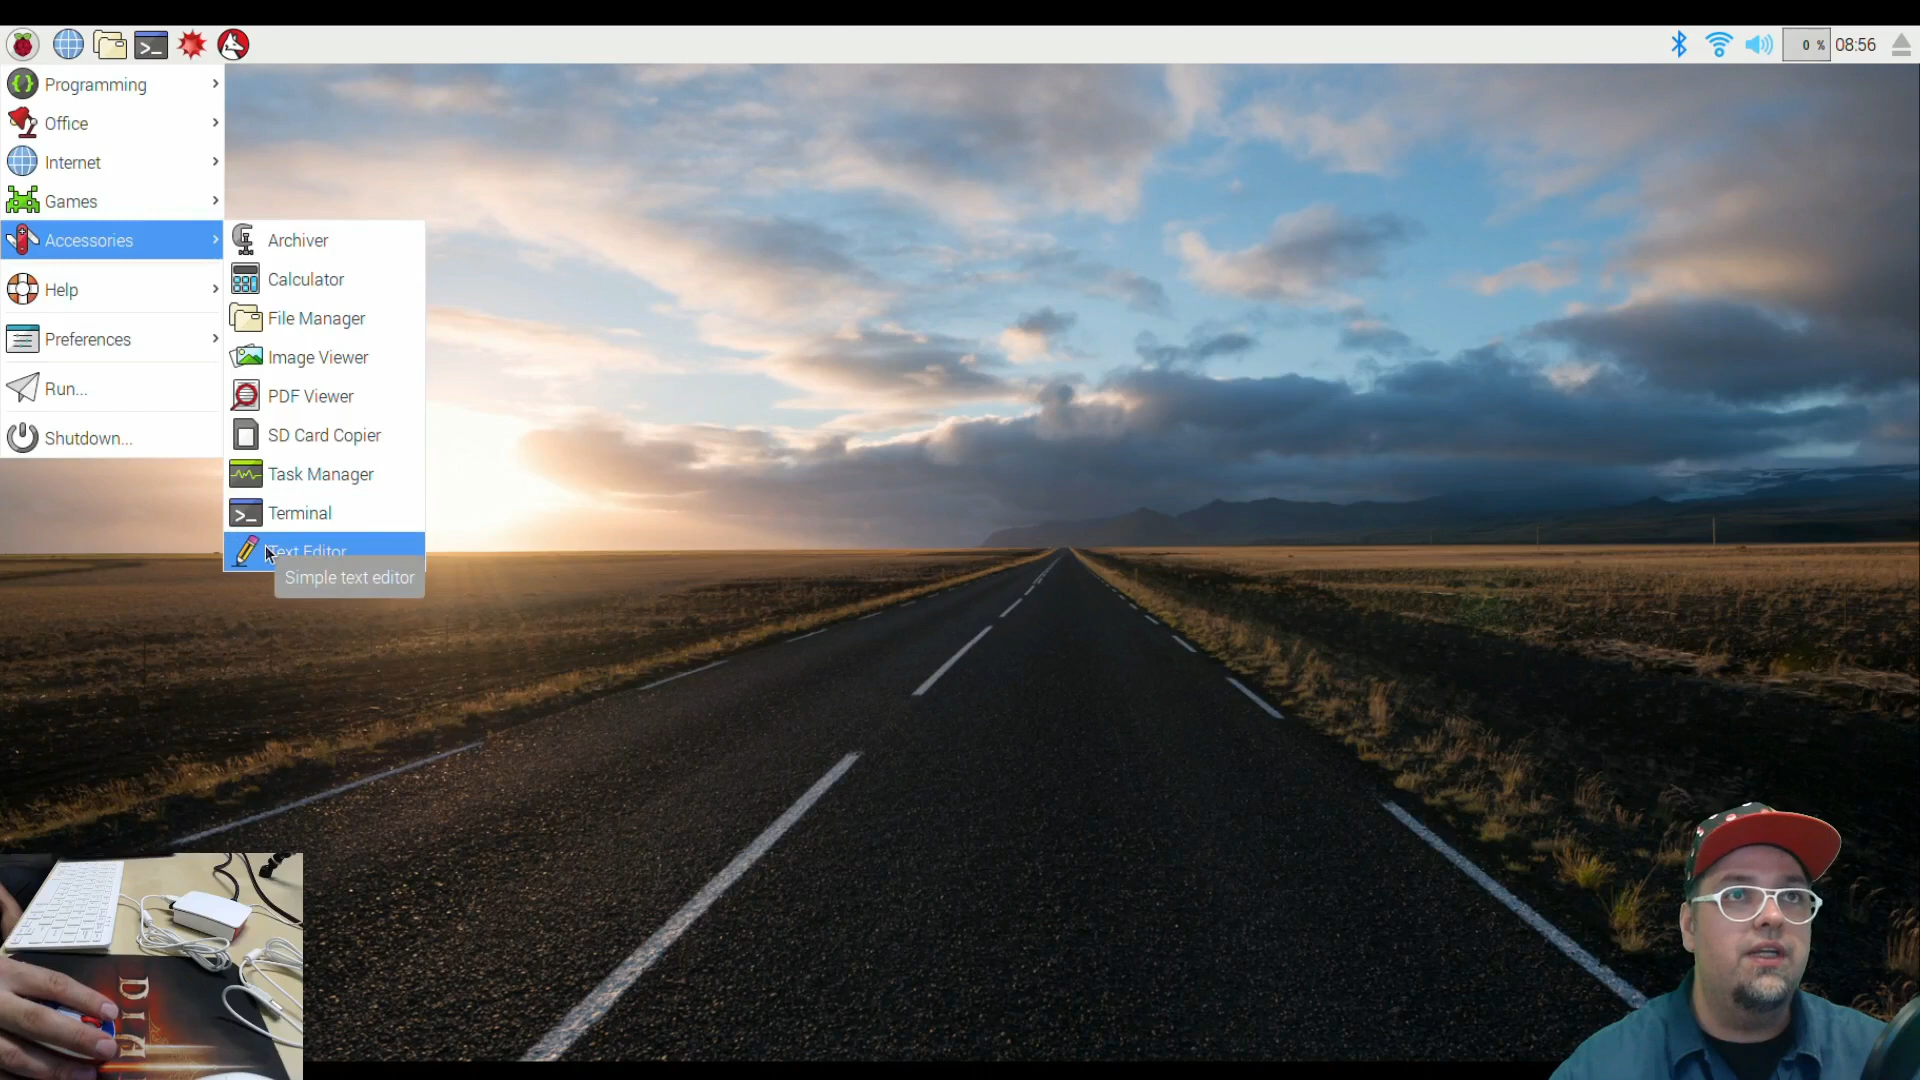 0 % 08:56
Programming
Office
Internet
Games
Accessories
Help
Preferences
Run...
Shutdown...
Archiver
Calculator
File Manager
Image Viewer
PDF Viewer
SD Card Copier
Task Manager
Terminal
Text Editor
Simple text editor
DIA